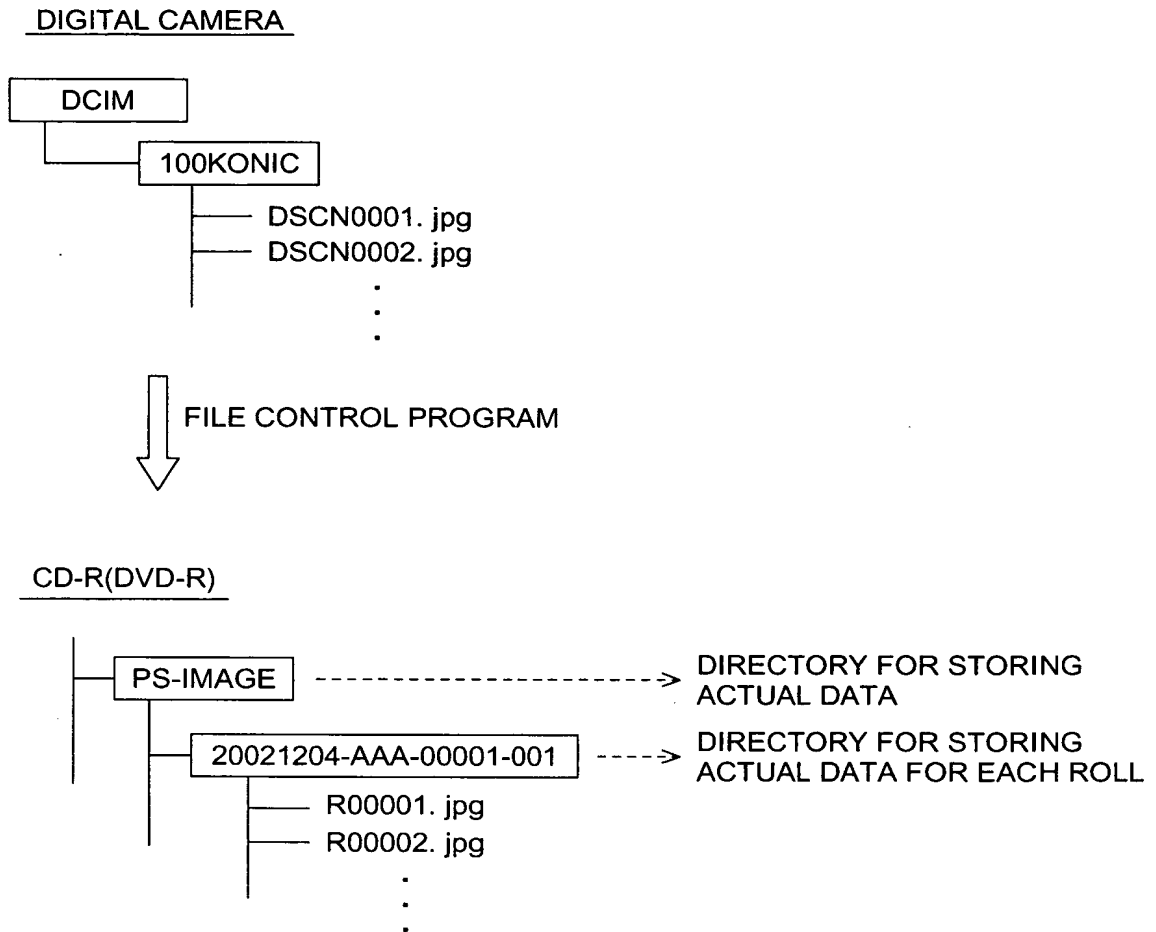 DIGITAL CAMERA
DCIM
100KONIC
DSCN0001. jpg
DSCN0002. jpg
FILE CONTROL PROGRAM
CD-R(DVD-R)
PS-IMAGE
DIRECTORY FOR STORING
ACTUAL DATA
20021204-AAA-00001-001
DIRECTORY FOR STORING
ACTUAL DATA FOR EACH ROLL
R00001. jpg
R00002. jpg